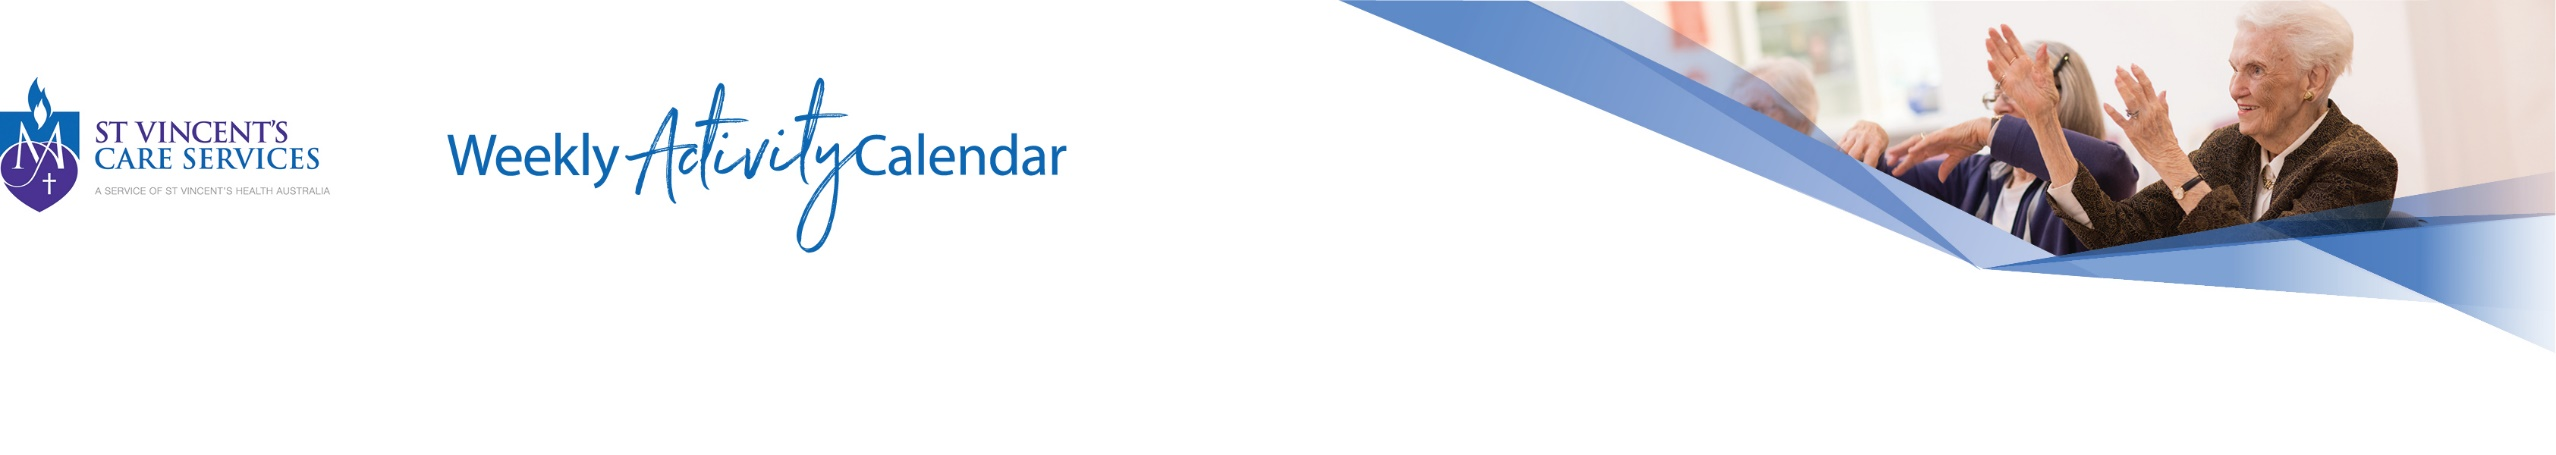 ST VINCENT'S
CARE SERVICES
A SERVICE OF ST VINCENT'S HEALTH AUSTRALIA
Weekly Activity Calendar